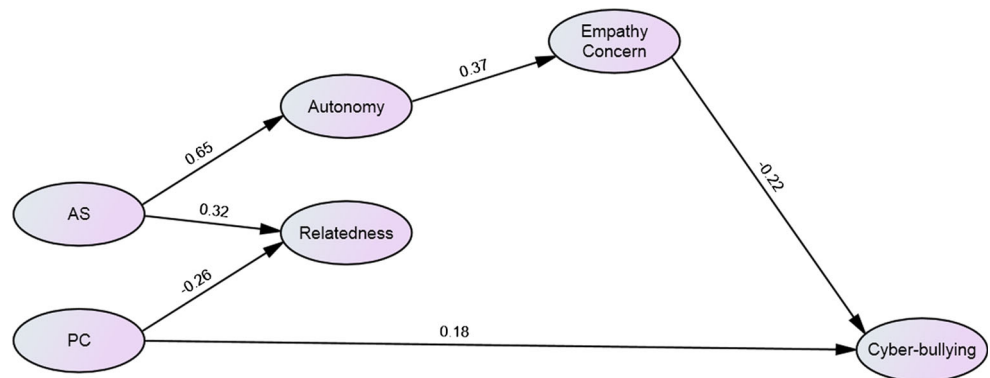 Empathy
Concern
0.37
Autonomy
0.65
AS
0.32
Relatedness
-0.22
-0.26
PC
0.18
Cyber-bullying